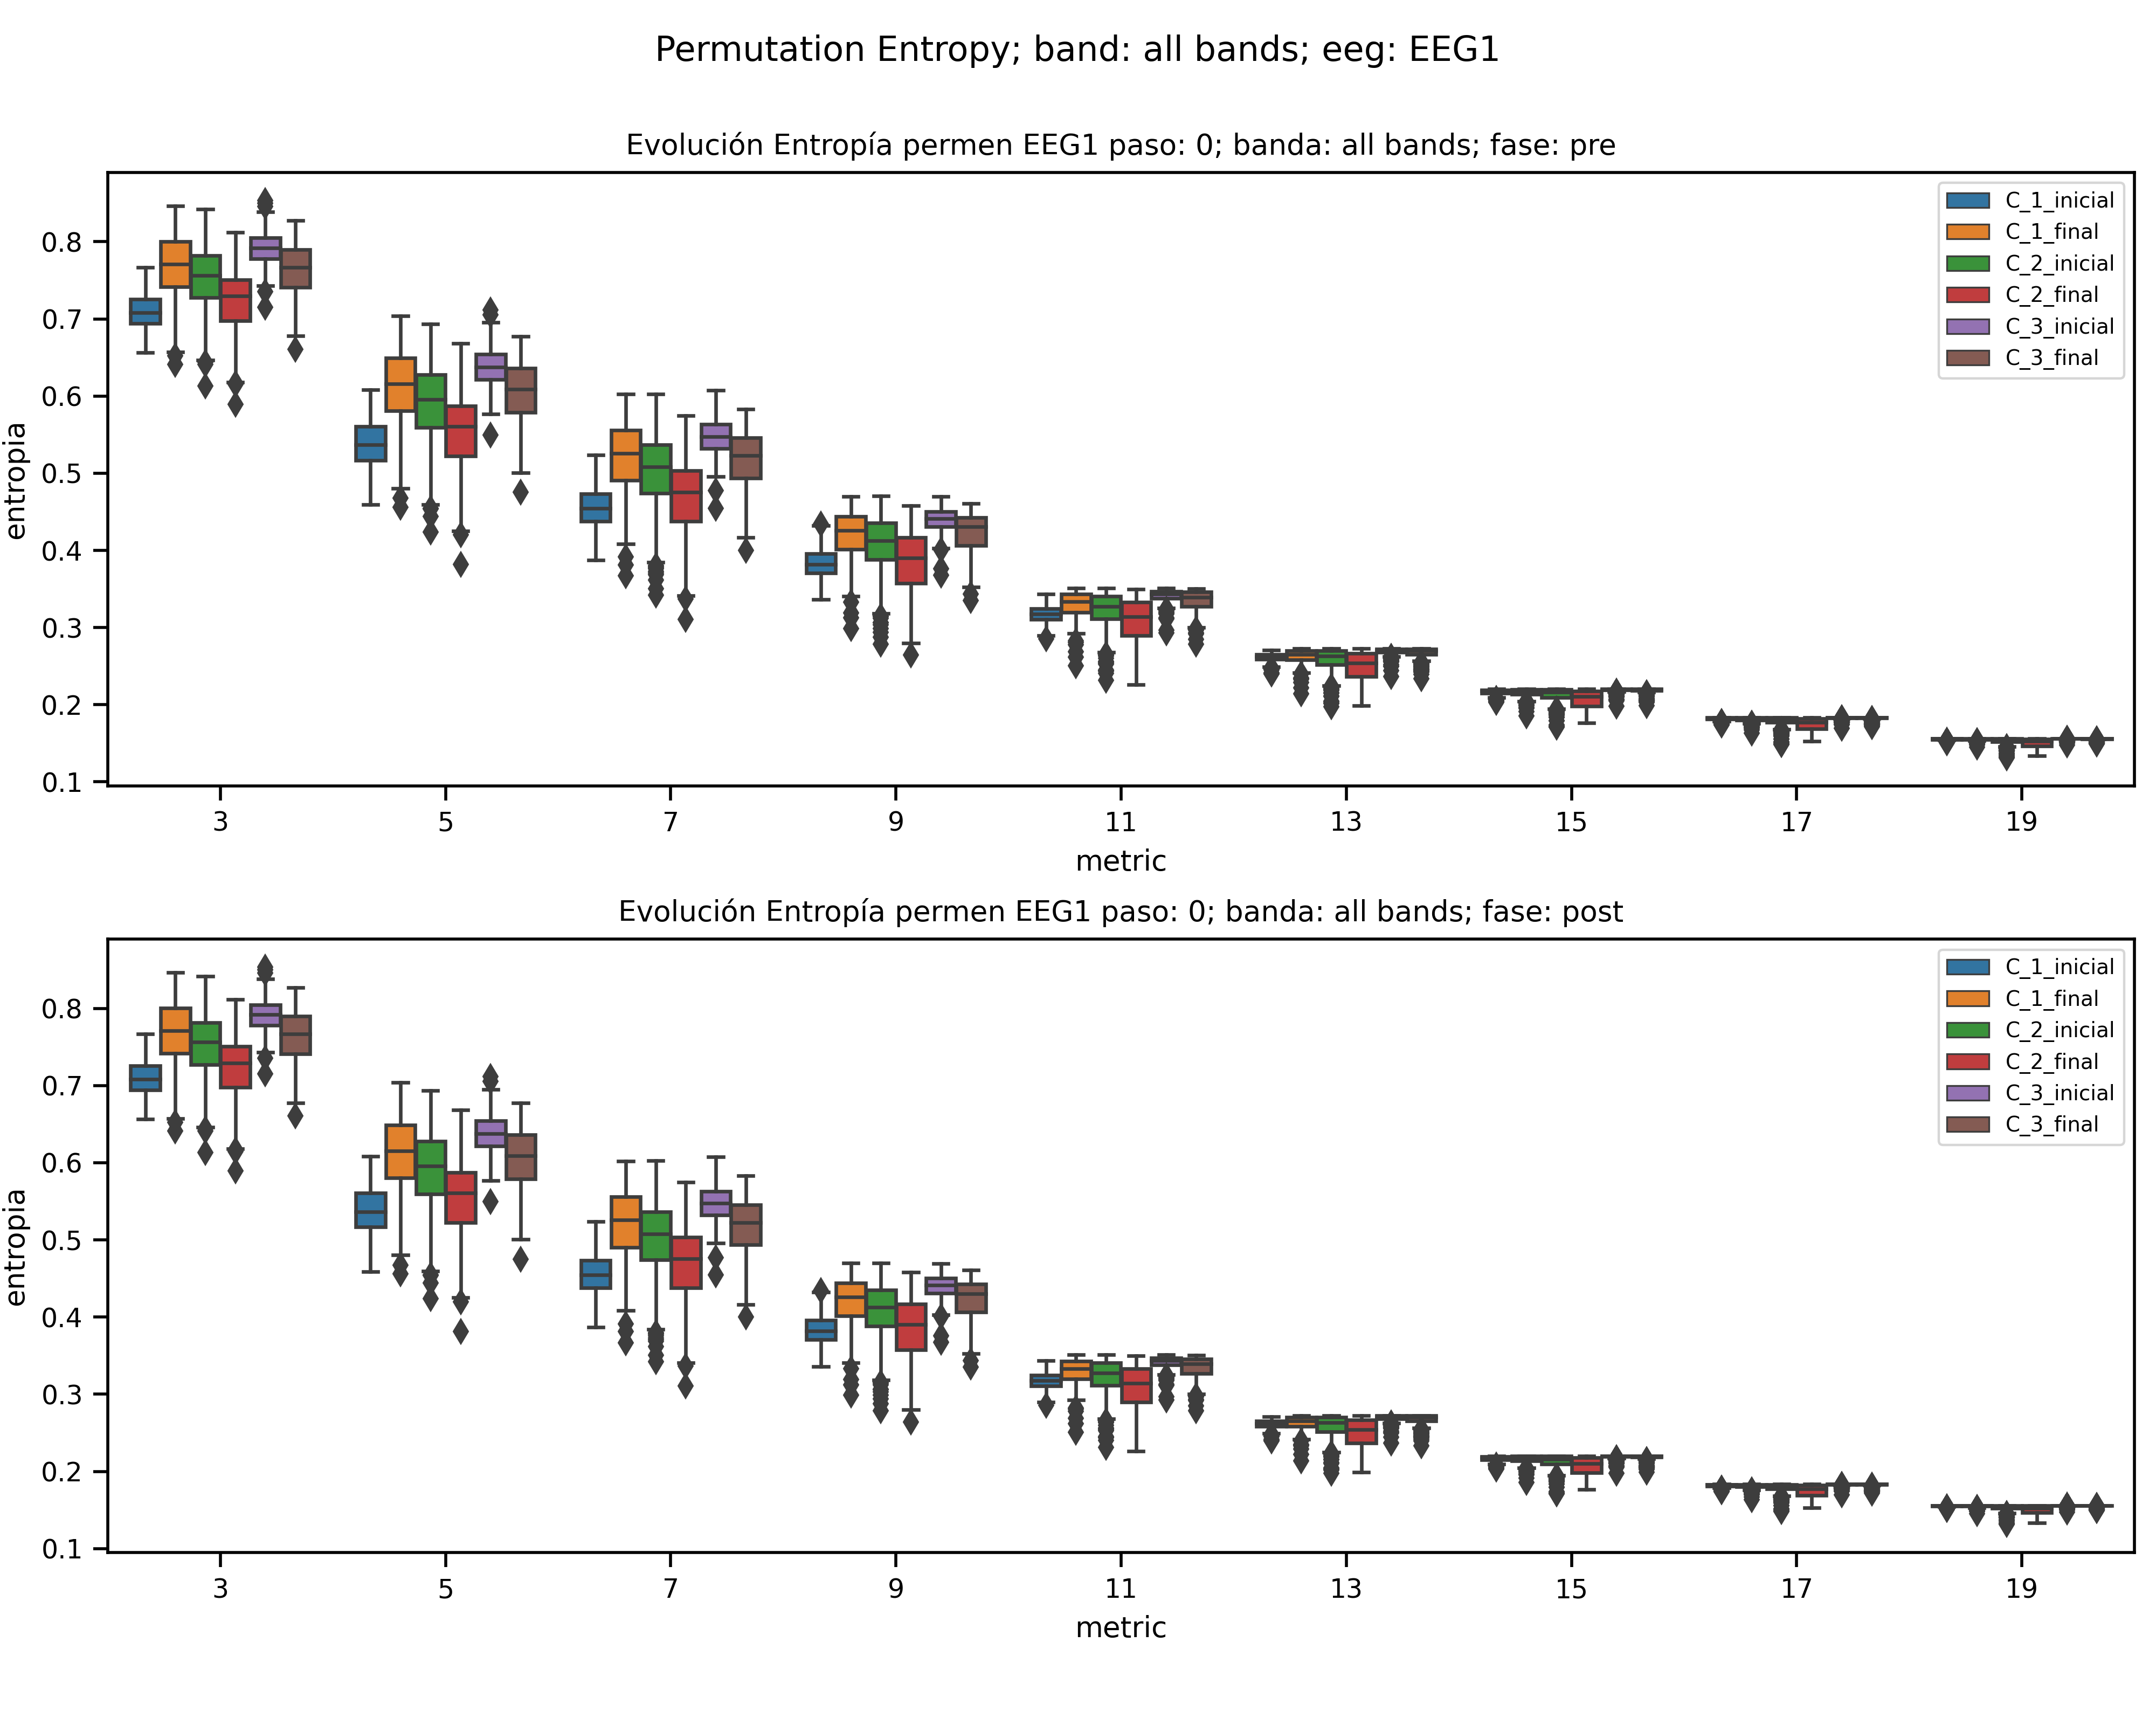 Permutation Entropy; band: all bands; eeg: EEG1
Evolución Entropía permen EEG1 paso: 0; banda: all bands; fase: pre
C_1_inicial
C_1_final
C_2_inicial
C_2_final
C_3_inicial
C_3_final
entropia
0.8
0.7
0.6
0.5
0.4
0.3
0.2
0.1
3 5 7 9 11 13 15 17 19
metric
Evolución Entropía permen EEG1 paso: 0; banda: all bands; fase: post
C_1_inicial
C_1_final
C_2_inicial
C_2_final
C_3_inicial
C_3_final
entropia
0.8
0.7
0.6
0.5
0.4
0.3
0.2
0.1
3 5 7 9 11 13 15 17 19
metric